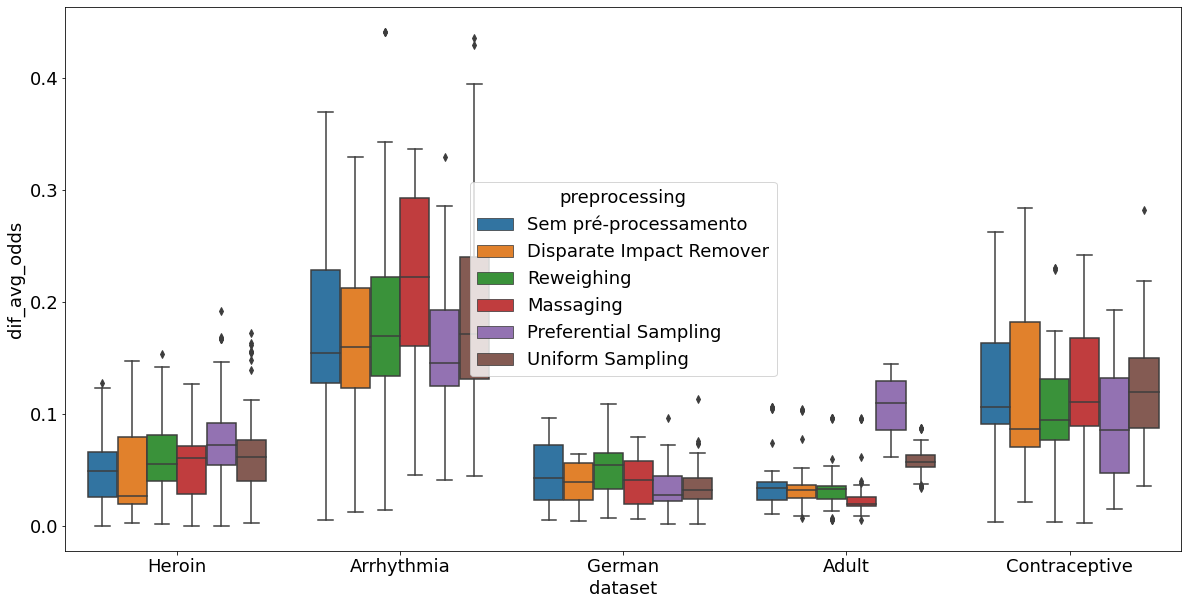 dif_avg_odds
0.4
0.3
0.2
0.1
0.0
preprocessing
Sem pré-processamento
Disparate Impact Remover
Reweighing
Massaging
Preferential Sampling
Uniform Sampling
Heroin Arrhythmia German Adult Contraceptive
dataset